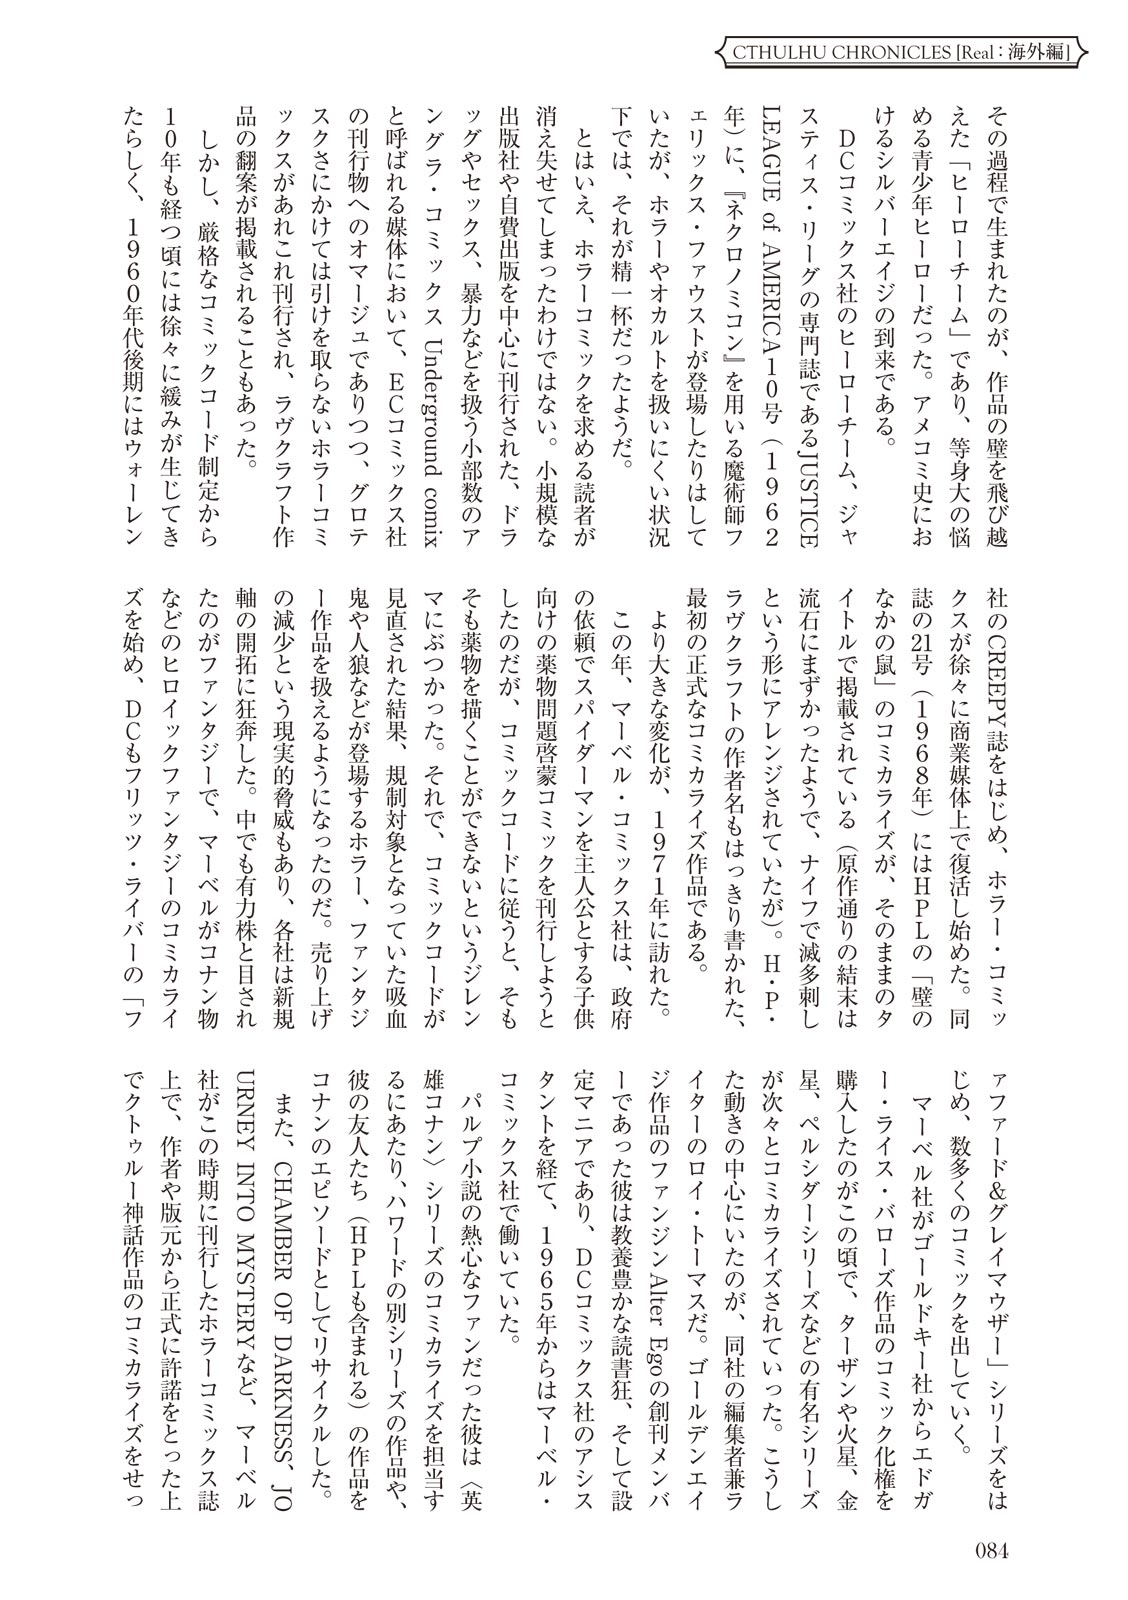 CTHULHU CHRONICLES [Real：海外編]
その過程で生まれたのが、作品の壁を飛び越
えた「ヒーローチーム」であり、等身大の悩
める青少年ヒーローだった。アメコミ史にお
けるシルバーエイジの到来である。
　DCコミックス社のヒーローチーム、ジャ
スティス・リーグの専門誌であるJUSTICE
LEAGUE of AMERICA10号（1962
年）に、『ネクロノミコン』を用いる魔術師フ
ェリックス・ファウストが登場したりはして
いたが、ホラーやオカルトを扱いにくい状況
下では、それが精一杯だったようだ。
　とはいえ、ホラーコミックを求める読者が
消え失せてしまったわけではない。小規模な
出版社や自費出版を中心に刊行された、ドラ
ッグやセックス、暴力などを扱う小部数のア
ングラ・コミックス Underground comix
と呼ばれる媒体において、ECコミックス社
の刊行物へのオマージュでありつつ、グロテ
スクさにかけては引けを取らないホラーコミ
ックスがあれこれ刊行され、ラヴクラフト作
品の翻案が掲載されることもあった。
　しかし、厳格なコミックコード制定から
10年も経つ頃には徐々に緩みが生じてき
たらしく、1960年代後期にはウォーレン
社のCREEPY誌をはじめ、ホラー・コミッ
クスが徐々に商業媒体上で復活し始めた。同
誌の21号（1968年）にはHPLの「壁の
なかの鼠」のコミカライズが、そのままのタ
イトルで掲載されている（原作通りの結末は
流石にまずかったようで、ナイフで滅多刺し
という形にアレンジされていたが）。H・P・
ラヴクラフトの作者名もはっきり書かれた、
最初の正式なコミカライズ作品である。
　より大きな変化が、1971年に訪れた。
　この年、マーベル・コミックス社は、政府
の依頼でスパイダーマンを主人公とする子供
向けの薬物問題啓蒙コミックを刊行しようと
したのだが、コミックコードに従うと、そも
そも薬物を描くことができないというジレン
マにぶつかった。それで、コミックコードが
見直された結果、規制対象となっていた吸血
鬼や人狼などが登場するホラー、ファンタジ
ー作品を扱えるようになったのだ。売り上げ
の減少という現実的脅威もあり、各社は新規
軸の開拓に狂奔した。中でも有力株と目され
たのがファンタジーで、マーベルがコナン物
などのヒロイックファンタジーのコミカライ
ズを始め、DCもフリッツ・ライバーの「フ
ァファード&グレイマウザー」シリーズをは
じめ、数多くのコミックを出していく。
　マーベル社がゴールドキー社からエドガ
ー・ライス・バローズ作品のコミック化権を
購入したのがこの頃で、ターザンや火星、金
星、ペルシダーシリーズなどの有名シリーズ
が次々とコミカライズされていった。こうし
た動きの中心にいたのが、同社の編集者兼ラ
イターのロイ・トーマスだ。ゴールデンエイ
ジ作品のファンジンAlter Egoの創刊メンバ
ーであった彼は教養豊かな読書狂、そして設
定マニアであり、DCコミックス社のアシス
タントを経て、1965年からはマーベル・
コミックス社で働いていた。
　パルプ小説の熱心なファンだった彼は〈英
雄コナン〉シリーズのコミカライズを担当す
るにあたり、ハワードの別シリーズの作品や、
彼の友人たち（HPLも含まれる）の作品を
コナンのエピソードとしてリサイクルした。
　また、CHAMBER OF DARKNESS、JO
URNEY INTO MYSTERYなど、マーベル
社がこの時期に刊行したホラーコミックス誌
上で、作者や版元から正式に許諾をとった上
でクトゥルー神話作品のコミカライズをせっ
084